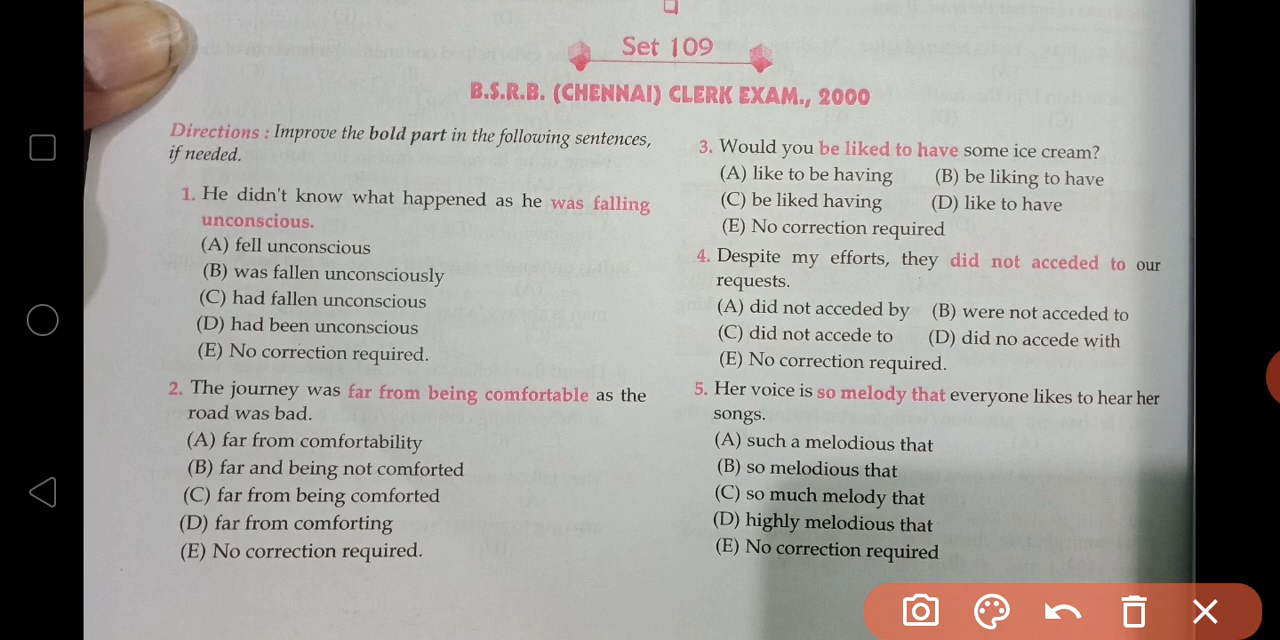 Set 109
B.S.R.B. (CHENNAI) CLERK EXAM., 2000
Directions : Improve the bold part in the following sentences,
if needed.
1. He didn't know what happened as he was falling
unconscious.
(A) fell unconscious
(B) was fallen unconsciously
(C) had fallen unconscious
(D) had been unconscious
(E) No correction required.
2. The journey was far from being comfortable as the
road was bad.
(A) far from comfortability
(B) far and being not comforted
(C) far from being comforted
(D) far from comforting
(E) No correction required.
3. Would you be liked to have some ice cream?
(A) like to be having (B) be liking to have
(C) be liked having (D) like to have
(E) No correction required
4. Despite my efforts, they did not acceded to our
requests.
(A) did not acceded by (B) were not acceded to
(C) did not accede to (D) did no accede with
(E) No correction required.
5. Her voice is so melody that everyone likes to hear her
songs.
(A) such a melodious that
(B) so melodious that
(C) so much melody that
(D) highly melodious that
(E) No correction required